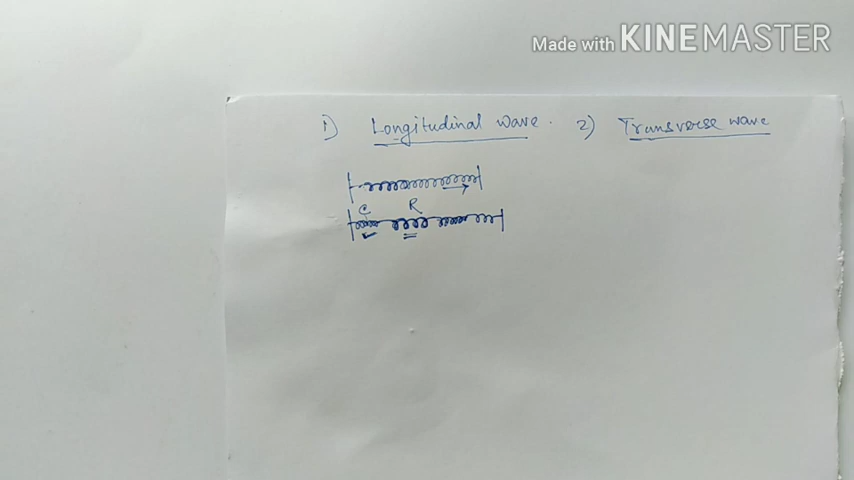 Made with KINEMASTER
1) Longitudinal wave. 2) Transverse wave
C R